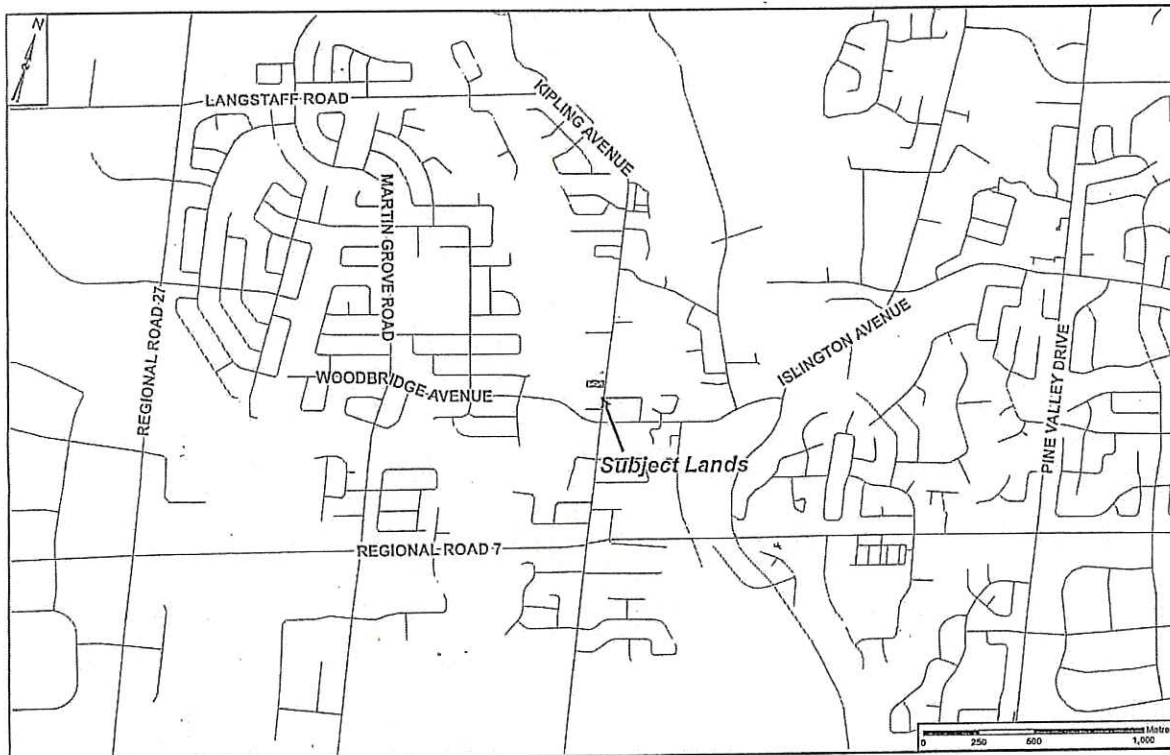 N
LANGSTAFF ROAD
KIPLING AVENUE
MARTIN GROVE ROAD
REGIONAL ROAD 27
ISLINGTON AVENUE
WOODBRIDGE AVENUE
PINE VALLEY DRIVE
Subject Lands
REGIONAL ROAD 7
Metres
0 250 500 1,000